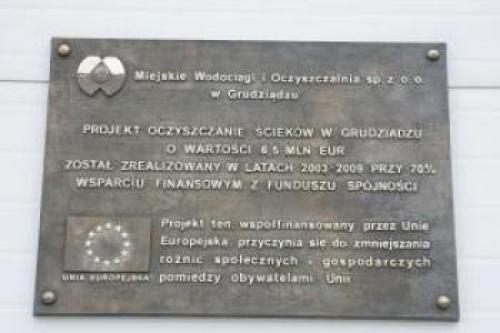 Miejskie Wodociągi i Oczyszczalnia sp. z o.o.
w Grudziądzu
PROJEKT OCZYSZCZANIE ŚCIEKÓW W GRUDZIĄDZU
O WARTOŚCI 6,5 MLN EUR
ZOSTAŁ ZREALIZOWANY W LATACH 2003-2009 PRZY 70%
WSPARCIU FINANSOWYM Z FUNDUSZU SPÓJNOŚCI
Projekt ten, współfinansowany przez Unię
Europejską, przyczynia się do zmniejszania
różnic społecznych i gospodarczych
pomiędzy obywatelami Unii
UNIA EUROPEJSKA